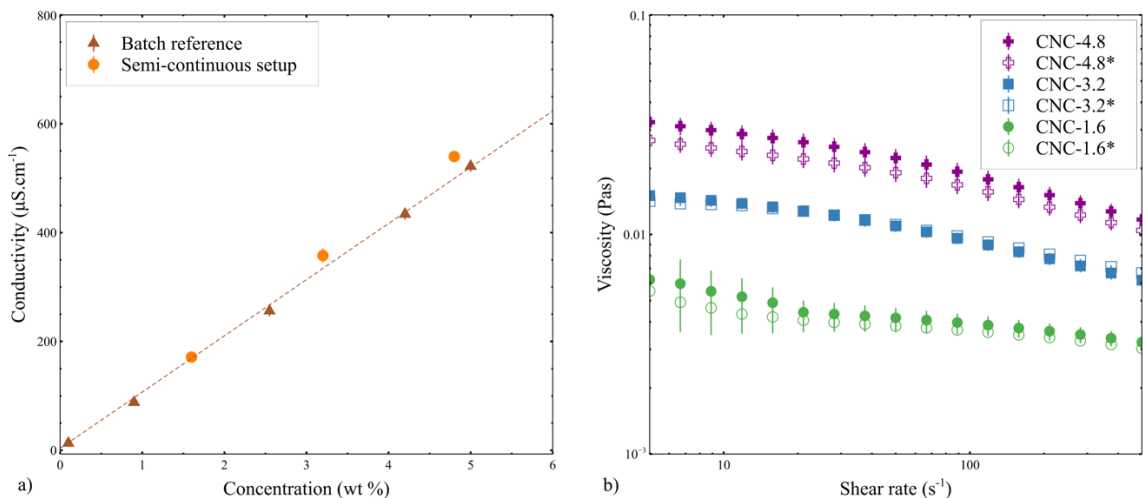 800
600
400
200
0
0
1
2
3
4
5
6
Conductivity (µS.cm⁻¹)
Concentration (wt %)
Batch reference
Semi-continuous setup
a)
0.1
0.01
10⁻³
10
100
Viscosity (Pas)
Shear rate (s⁻¹)
CNC-4.8
CNC-4.8*
CNC-3.2
CNC-3.2*
CNC-1.6
CNC-1.6*
b)